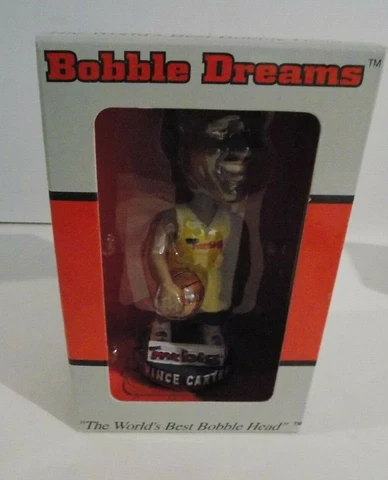 Bobble Dreams™
VINCE CARTER
"The World's Best Bobble Head"™